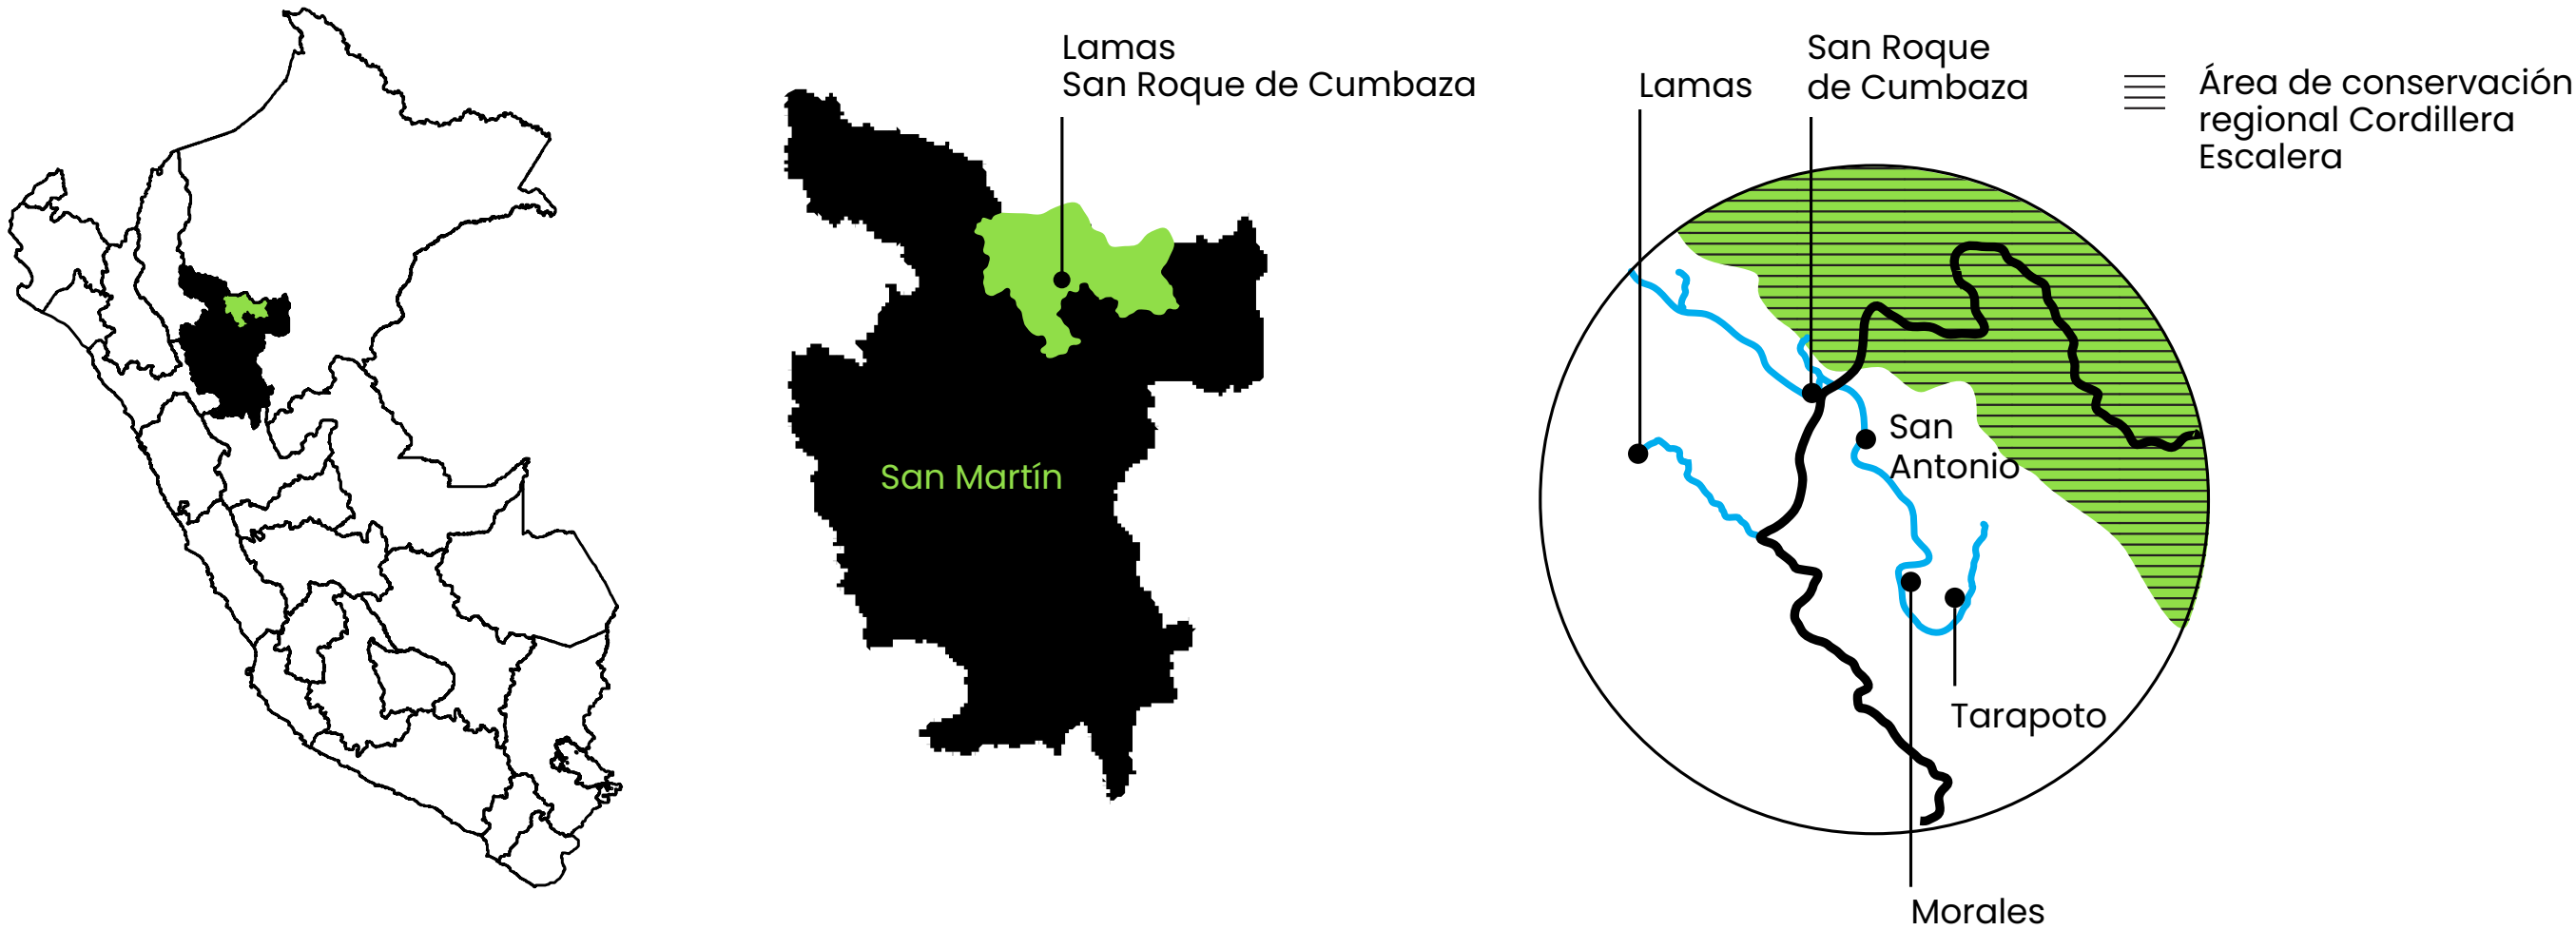 Lamas
San Roque de Cumbaza
San Martín
Lamas
San Roque
de Cumbaza
Área de conservación
regional Cordillera
Escalera
San
Antonio
Tarapoto
Morales